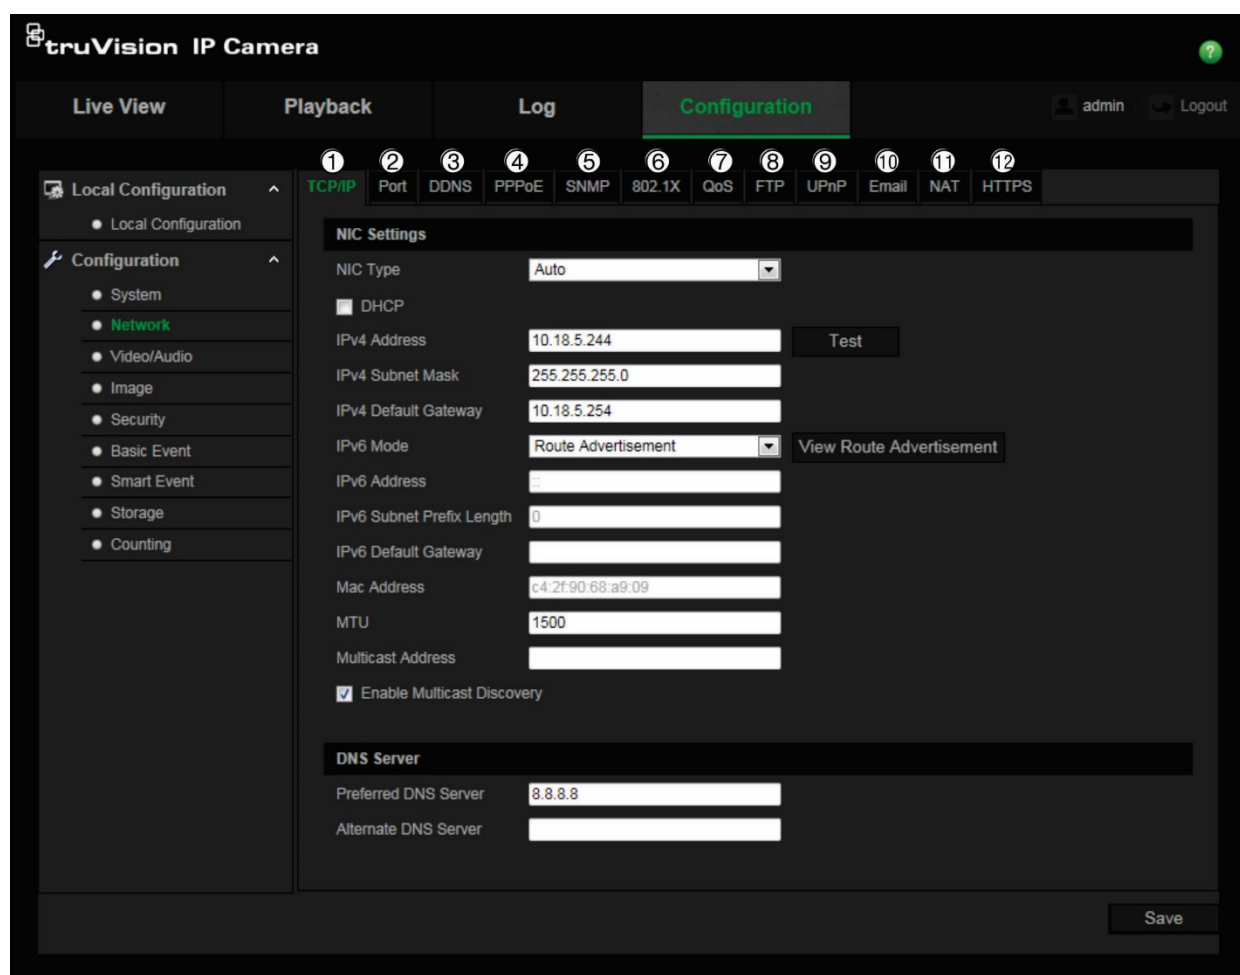 truVision IP Camera
?
Live View Playback Log Configuration admin Logout
① ② ③ ④ ⑤ ⑥ ⑦ ⑧ ⑨ ⑩ ⑪ ⑫
TCP/IP Port DDNS PPPoE SNMP 802.1X QoS FTP UPnP Email NAT HTTPS
Local Configuration
Local Configuration
Configuration
System
Network
Video/Audio
Image
Security
Basic Event
Smart Event
Storage
Counting
NIC Settings
NIC Type Auto
DHCP
IPv4 Address 10.18.5.244 Test
IPv4 Subnet Mask 255.255.255.0
IPv4 Default Gateway 10.18.5.254
IPv6 Mode Route Advertisement View Route Advertisement
IPv6 Address ::
IPv6 Subnet Prefix Length 0
IPv6 Default Gateway
Mac Address c4:2f:90:68:a9:09
MTU 1500
Multicast Address
Enable Multicast Discovery
DNS Server
Preferred DNS Server 8.8.8.8
Alternate DNS Server
Save